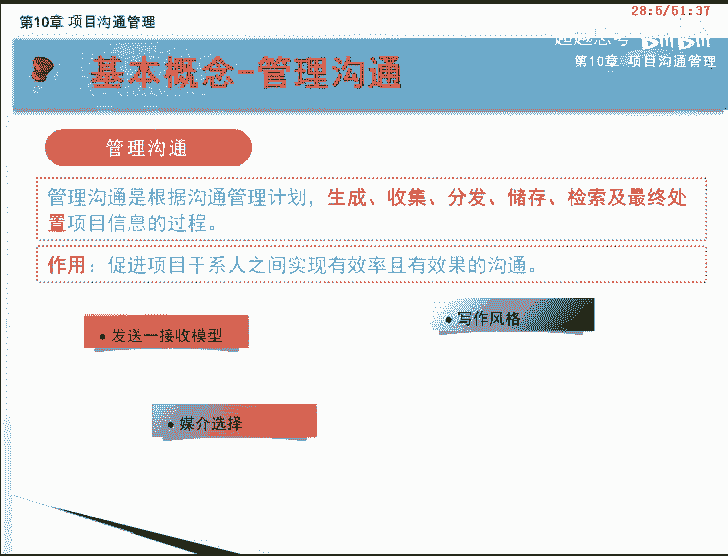 第10章 项目沟通管理
28:5/51:37
基本概念-管理沟通
第10章 项目沟通管理
管理沟通
管理沟通是根据沟通管理计划，生成、收集、分发、储存、检索及最终处
置项目信息的过程。
作用：促进项目干系人之间实现有效率且有效果的沟通。
• 发送一接收模型
• 写作风格
• 媒介选择